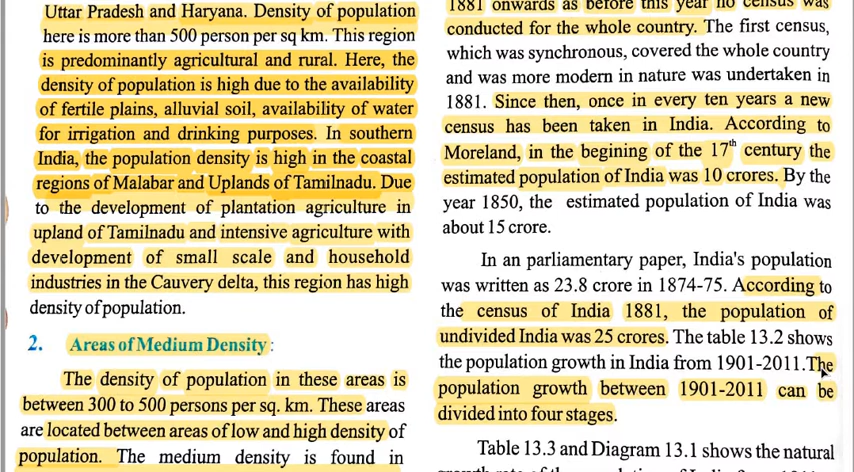 Uttar Pradesh and Haryana. Density of population
here is more than 500 person per sq km. This region
is predominantly agricultural and rural. Here, the
density of population is high due to the availability
of fertile plains, alluvial soil, availability of water
for irrigation and drinking purposes. In southern
India, the population density is high in the coastal
regions of Malabar and Uplands of Tamilnadu. Due
to the development of plantation agriculture in
upland of Tamilnadu and intensive agriculture with
development of small scale and household
industries in the Cauvery delta, this region has high
density of population.
2. Areas of Medium Density:
The density of population in these areas is
between 300 to 500 persons per sq. km. These areas
are located between areas of low and high density of
population. The medium density is found in
1881 onwards as before this year no census was
conducted for the whole country. The first census,
which was synchronous, covered the whole country
and was more modern in nature was undertaken in
1881. Since then, once in every ten years a new
census has been taken in India. According to
Moreland, in the begining of the 17th century the
estimated population of India was 10 crores. By the
year 1850, the estimated population of India was
about 15 crore.
In an parliamentary paper, India's population
was written as 23.8 crore in 1874-75. According to
the census of India 1881, the population of
undivided India was 25 crores. The table 13.2 shows
the population growth in India from 1901-2011.The
population growth between 1901-2011 can be
divided into four stages.
Table 13.3 and Diagram 13.1 shows the natural